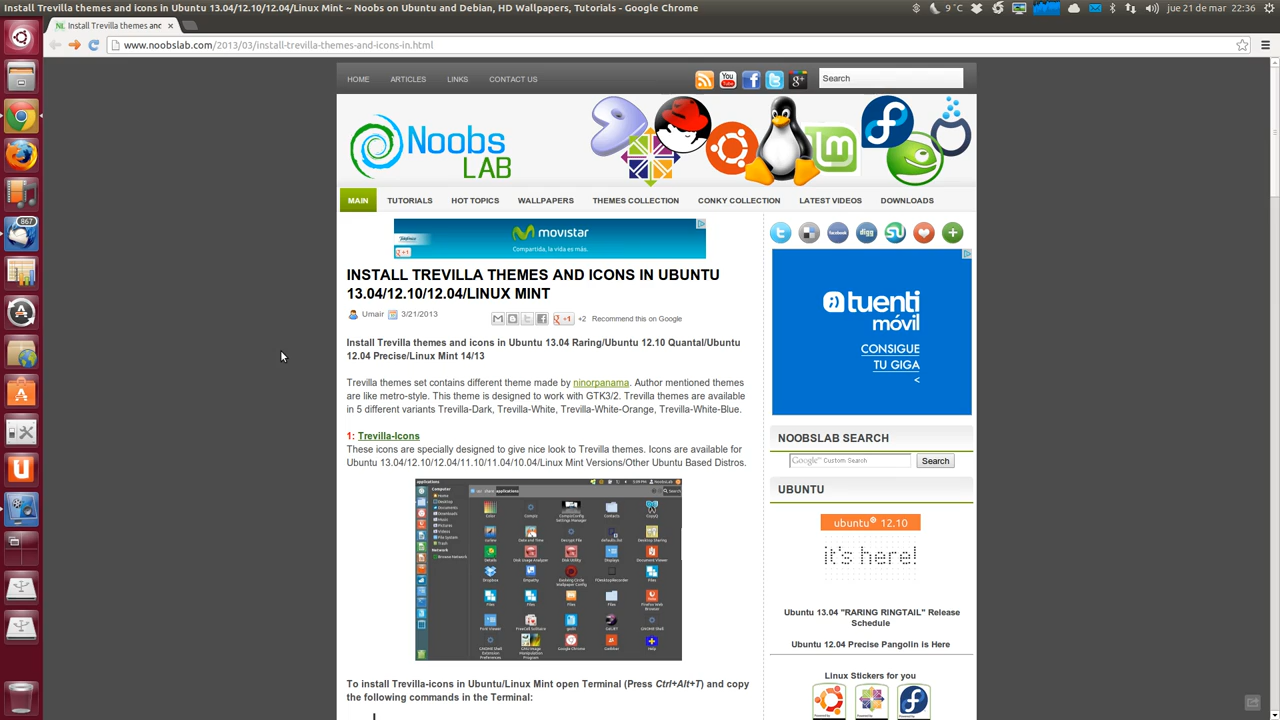 Install Trevilla themes and icons in Ubuntu 13.04/12.10/12.04/Linux Mint ~ Noobs on Ubuntu and Debian, HD Wallpapers, Tutorials - Google Chrome
9°C
jue 21 de mar 22:36
Install Trevilla themes and
www.noobslab.com/2013/03/install-trevilla-themes-and-icons-in.html
HOME ARTICLES LINKS CONTACT US
You Tube
Search
Noobs
LAB
MAIN TUTORIALS HOT TOPICS WALLPAPERS THEMES COLLECTION CONKY COLLECTION LATEST VIDEOS DOWNLOADS
movistar
Compartida, la vida es más.
+1
INSTALL TREVILLA THEMES AND ICONS IN UBUNTU
13.04/12.10/12.04/LINUX MINT
Umair 3/21/2013
+1 +2 Recommend this on Google
Install Trevilla themes and icons in Ubuntu 13.04 Raring/Ubuntu 12.10 Quantal/Ubuntu
12.04 Precise/Linux Mint 14/13
Trevilla themes set contains different theme made by ninorpanama. Author mentioned themes
are like metro-style. This theme is designed to work with GTK3/2. Trevilla themes are available
in 5 different variants Trevilla-Dark, Trevilla-White, Trevilla-White-Orange, Trevilla-White-Blue.
1: Trevilla-Icons
These icons are specially designed to give nice look to Trevilla themes. Icons are available for
Ubuntu 13.04/12.10/12.04/11.10/11.04/10.04/Linux Mint Versions/Other Ubuntu Based Distros.
To install Trevilla-icons in Ubuntu/Linux Mint open Terminal (Press Ctrl+Alt+T) and copy
the following commands in the Terminal:
facebook
digg
tuenti
móvil
CONSIGUE
TU GIGA
<
NOOBSLAB SEARCH
Google Custom Search
Search
UBUNTU
ubuntu 12.10
it's here!
Ubuntu 13.04 "RARING RINGTAIL" Release
Schedule
Ubuntu 12.04 Precise Pangolin is Here
Linux Stickers for you
867